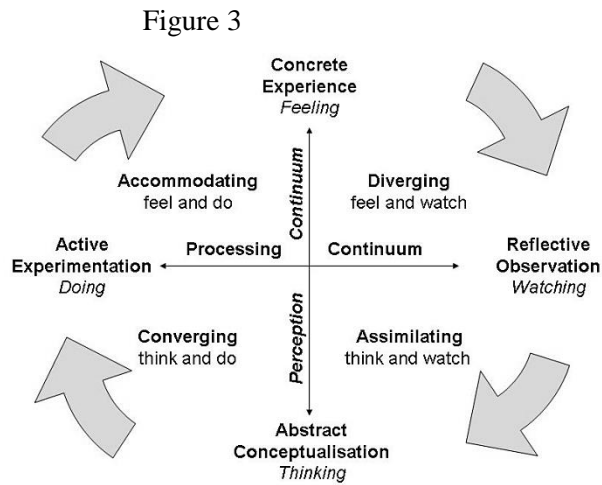 Figure 3
Concrete
Experience
Feeling
Accommodating
feel and do
Continuum
Diverging
feel and watch
Active
Experimentation
Doing
Processing
Continuum
Reflective
Observation
Watching
Converging
think and do
Perception
Assimilating
think and watch
Abstract
Conceptualisation
Thinking